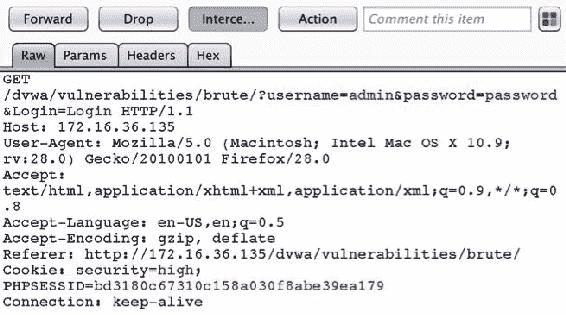 Forward Drop Interce... Action Comment this item
Raw Params Headers Hex
GET
/dvwa/vulnerabilities/brute/?username=admin&password=password
&Login=Login HTTP/1.1
Host: 172.16.36.135
User-Agent: Mozilla/5.0 (Macintosh; Intel Mac OS X 10.9;
rv:28.0) Gecko/20100101 Firefox/28.0
Accept:
text/html,application/xhtml+xml,application/xml;q=0.9,*/*;q=0
.8
Accept-Language: en-US,en;q=0.5
Accept-Encoding: gzip, deflate
Referer: http://172.16.36.135/dvwa/vulnerabilities/brute/
Cookie: security=high;
PHPSESSID=bd3180c67310c158a030f8abe39ea179
Connection: keep-alive